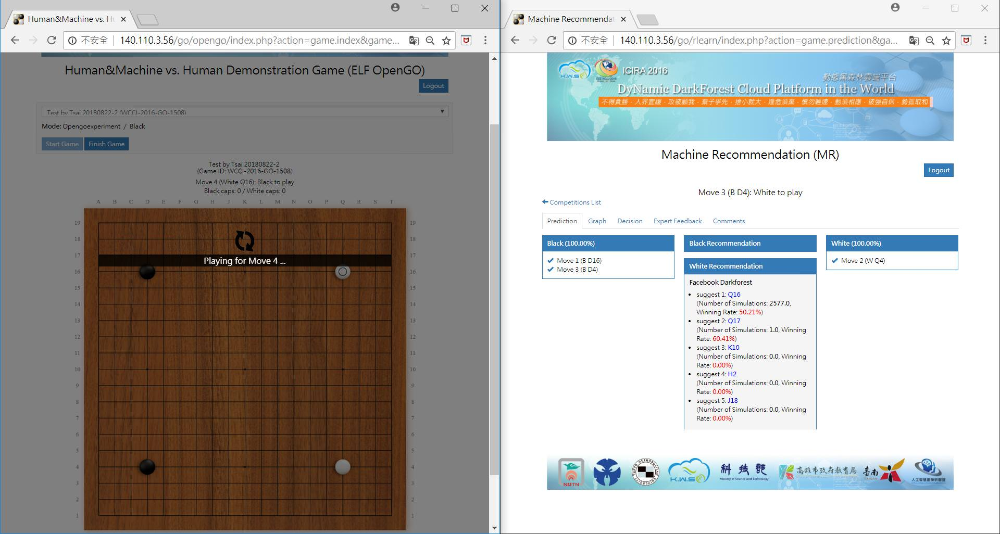 Human&Machine vs. Hu
不安全 140.110.3.56/go/opengo/index.php?action=game.index&game...
Human&Machine vs. Human Demonstration Game (ELF OpenGO)
Logout
Test by Tsai 20180822-2 (WCCI-2016-GO-1508)
Mode: Opengoexperiment / Black
Start Game Finish Game
Test by Tsai 20180822-2
(Game ID: WCCI-2016-GO-1508)
Move 4 (White Q16): Black to play
Black caps: 0 / White caps: 0
A B C D E F G H J K L M N O P Q R S T
19 19
18 18
17 17
Playing for Move 4 ...
16 16
15 15
14 14
13 13
12 12
11 11
10 10
9 9
8 8
7 7
6 6
5 5
4 4
3 3
2 2
1 1
Machine Recommendat
不安全 140.110.3.56/go/rlearn/index.php?action=game.prediction&ga...
K.W.S
ICIRA 2016
動態黑森林雲端平台
DyNamic DarkForest Cloud Platform in the World
不得貪勝 · 入界宜緩 · 攻彼顧我 · 棄子爭先 · 捨小就大 · 逢危須棄 · 慎勿輕速 · 動須相應 · 彼強自保 · 勢孤取和
Machine Recommendation (MR)
Logout
Move 3 (B D4): White to play
Competitions List
Prediction Graph Decision Expert Feedback Comments
Black (100.00%)
Move 1 (B D16)
Move 3 (B D4)
Black Recommendation
White Recommendation
Facebook Darkforest
suggest 1: Q16
(Number of Simulations: 2577.0,
Winning Rate: 50.21%)
suggest 2: Q17
(Number of Simulations: 1.0, Winning
Rate: 60.41%)
suggest 3: K10
(Number of Simulations: 0.0, Winning
Rate: 0.00%)
suggest 4: H2
(Number of Simulations: 0.0, Winning
Rate: 0.00%)
suggest 5: J18
(Number of Simulations: 0.0, Winning
Rate: 0.00%)
White (100.00%)
Move 2 (W Q4)
NUTN
TOKYO METROPOLITAN UNIVERSITY
K.W.S
科技部
Ministry of Science and Technology
高雄市政府教育局
臺南
TAINAN
人工智慧產學研聯盟